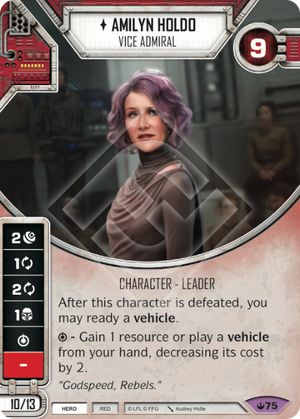 AMILYN HOLDO
VICE ADMIRAL
9
2
1
2
1
-
10/13
CHARACTER - LEADER
After this character is defeated, you
may ready a vehicle.
- Gain 1 resource or play a vehicle
from your hand, decreasing its cost
by 2.
"Godspeed, Rebels."
HERO
RED
© LFL © FFG
Audrey Hotte
75